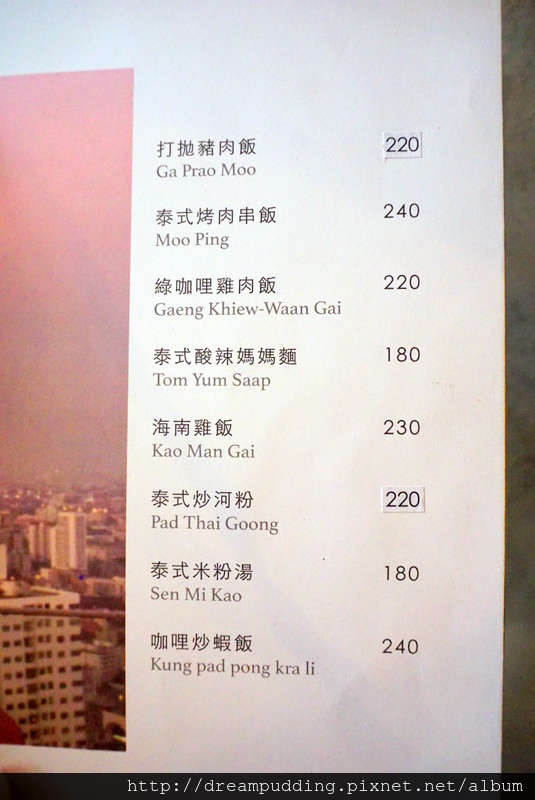 打拋豬肉飯 220
Ga Prao Moo
泰式烤肉串飯 240
Moo Ping
綠咖哩雞肉飯 220
Gaeng Khiew-Waan Gai
泰式酸辣媽媽麵 180
Tom Yum Saap
海南雞飯 230
Kao Man Gai
泰式炒河粉 220
Pad Thai Goong
泰式米粉湯 180
Sen Mi Kao
咖哩炒蝦飯 240
Kung pad pong kra li
http://dreampudding.pixnet.net/album